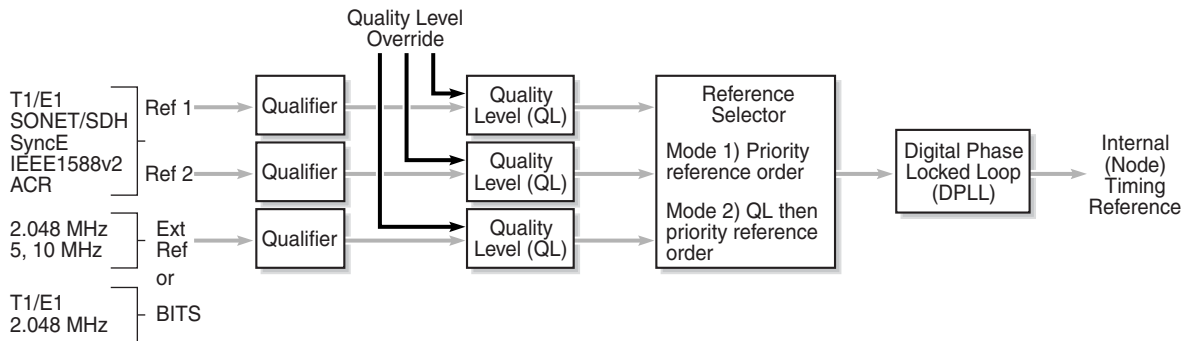 Quality Level
Override
T1/E1
SONET/SDH
SyncE
IEEE1588v2
ACR
Ref 1
Qualifier
Quality
Level (QL)
Ref 2
Qualifier
Quality
Level (QL)
2.048 MHz
5, 10 MHz
Ext
Ref
Qualifier
Quality
Level (QL)
or
T1/E1
2.048 MHz
BITS
Reference
Selector
Mode 1) Priority
reference order
Mode 2) QL then
priority reference
order
Digital Phase
Locked Loop
(DPLL)
Internal
(Node)
Timing
Reference